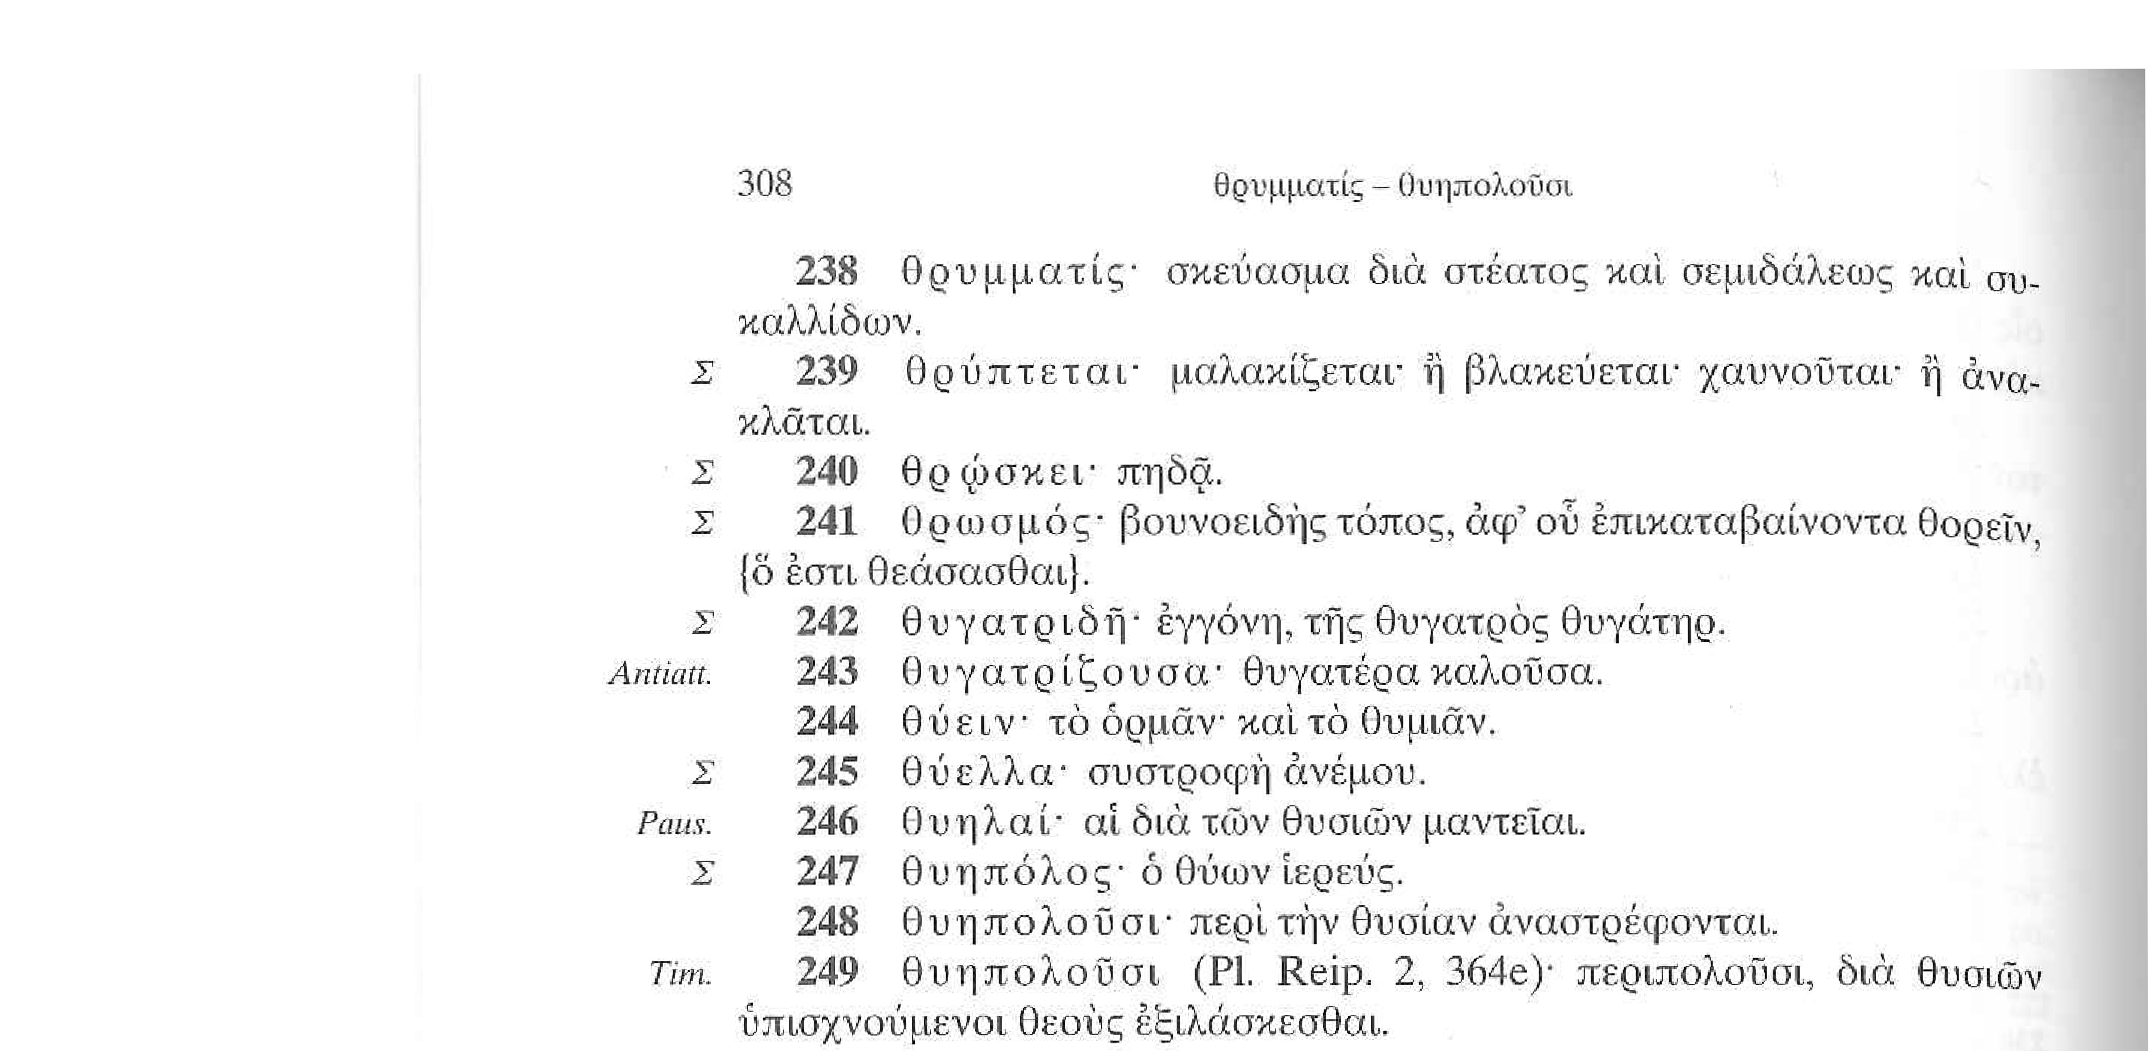 308 θρυμματίς – θυηπολοῦσι
238 θρυμματίς· σκεύασμα διὰ στέατος καὶ σεμιδάλεως καὶ συ-
καλλίδων.
Σ 239 θρύπτεται· μαλακίζεται· ἢ βλακεύεται· χαυνοῦται· ἢ ἀνα-
κλᾶται.
Σ 240 θρῴσκει· πηδᾷ.
Σ 241 θρωσμός· βουνοειδὴς τόπος, ἀφ’ οὗ ἐπικαταβαίνοντα θορεῖν,
{ὅ ἐστι θεάσασθαι}.
Σ 242 θυγατριδῆ· ἐγγόνη, τῆς θυγατρὸς θυγάτηρ.
Antiatt. 243 θυγατρίζουσα· θυγατέρα καλοῦσα.
244 θύειν· τὸ ὁρμᾶν· καὶ τὸ θυμιᾶν.
Σ 245 θύελλα· συστροφὴ ἀνέμου.
Paus. 246 θυηλαί· αἱ διὰ τῶν θυσιῶν μαντεῖαι.
Σ 247 θυηπόλος· ὁ θύων ἱερεύς.
248 θυηπολοῦσι· περὶ τὴν θυσίαν ἀναστρέφονται.
Tim. 249 θυηπολοῦσι (Pl. Reip. 2, 364e)· περιπολοῦσι, διὰ θυσιῶν
ὑπισχνούμενοι θεοὺς ἐξιλάσκεσθαι.